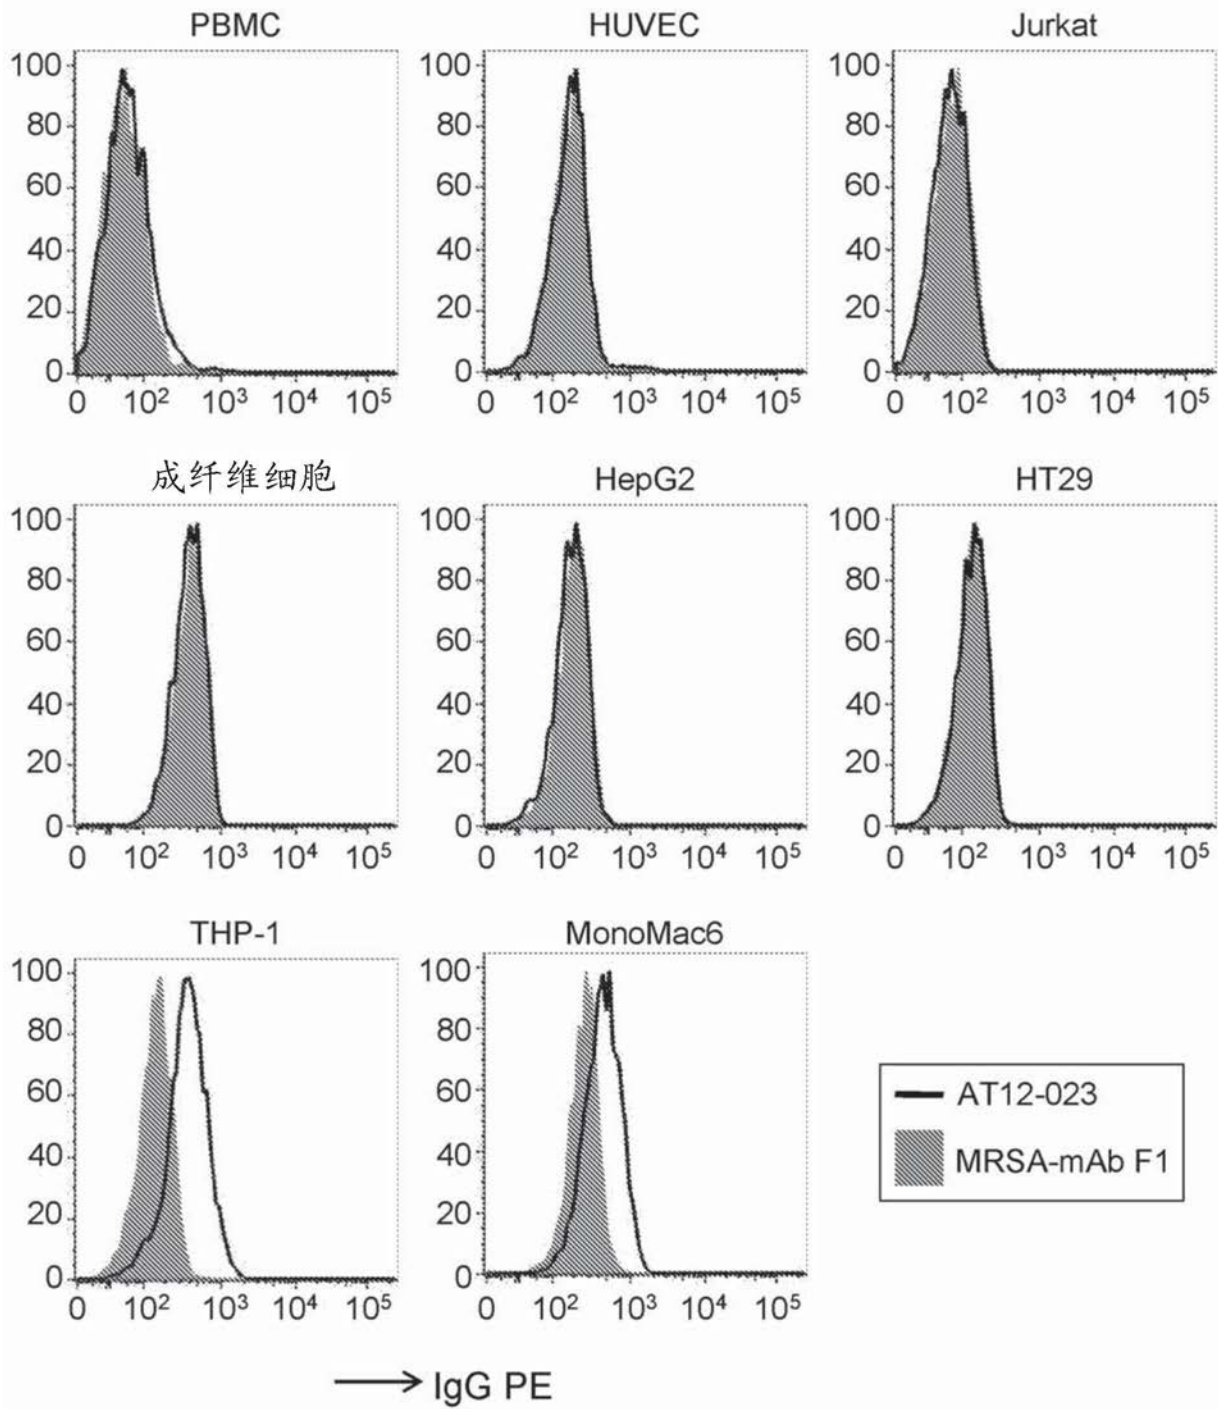 PBMC
HUVEC
Jurkat
100 100 100
80 80 80
60 60 60
40 40 40
20 20 20
0 0 0
0 10² 10³ 10⁴ 10⁵ 0 10² 10³ 10⁴ 10⁵ 0 10² 10³ 10⁴ 10⁵
成纤维细胞
HepG2
HT29
100 100 100
80 80 80
60 60 60
40 40 40
20 20 20
0 0 0
0 10² 10³ 10⁴ 10⁵ 0 10² 10³ 10⁴ 10⁵ 0 10² 10³ 10⁴ 10⁵
THP-1
MonoMac6
100 100
80 80
60 60
40 40
20 20
0 0
0 10² 10³ 10⁴ 10⁵ 0 10² 10³ 10⁴ 10⁵
AT12-023
MRSA-mAb F1
IgG PE